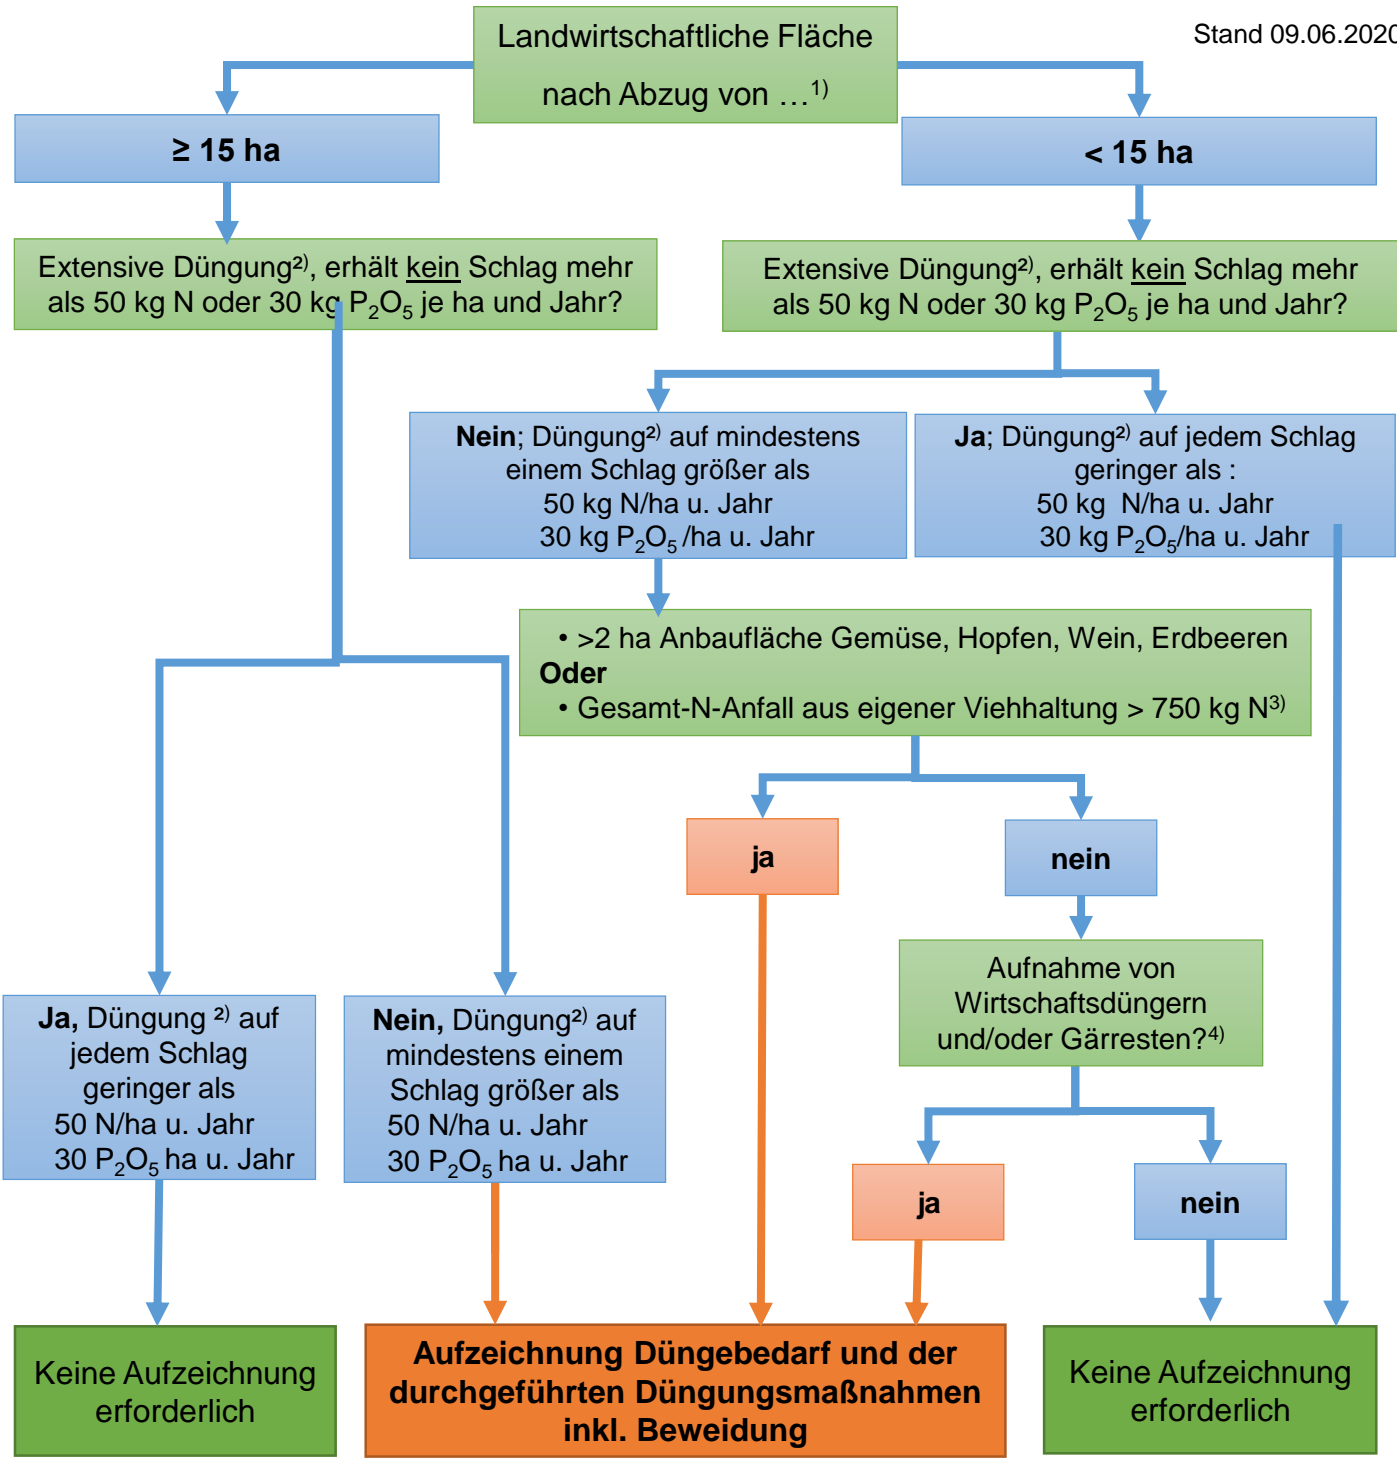 Stand 09.06.2020
Landwirtschaftliche Fläche
nach Abzug von …¹⁾
≥ 15 ha
< 15 ha
Extensive Düngung²⁾, erhält kein Schlag mehr
als 50 kg N oder 30 kg P₂O₅ je ha und Jahr?
Extensive Düngung²⁾, erhält kein Schlag mehr
als 50 kg N oder 30 kg P₂O₅ je ha und Jahr?
Nein; Düngung²⁾ auf mindestens
einem Schlag größer als
50 kg N/ha u. Jahr
30 kg P₂O₅ /ha u. Jahr
Ja; Düngung²⁾ auf jedem Schlag
geringer als :
50 kg N/ha u. Jahr
30 kg P₂O₅/ha u. Jahr
• >2 ha Anbaufläche Gemüse, Hopfen, Wein, Erdbeeren
Oder
• Gesamt-N-Anfall aus eigener Viehhaltung > 750 kg N³⁾
ja
nein
Aufnahme von
Wirtschaftsdüngern
und/oder Gärresten?⁴⁾
Ja, Düngung ²⁾ auf
jedem Schlag
geringer als
50 N/ha u. Jahr
30 P₂O₅ ha u. Jahr
Nein, Düngung²⁾ auf
mindestens einem
Schlag größer als
50 N/ha u. Jahr
30 P₂O₅ ha u. Jahr
ja
nein
Keine Aufzeichnung
erforderlich
Aufzeichnung Düngebedarf und der
durchgeführten Düngungsmaßnahmen
inkl. Beweidung
Keine Aufzeichnung
erforderlich